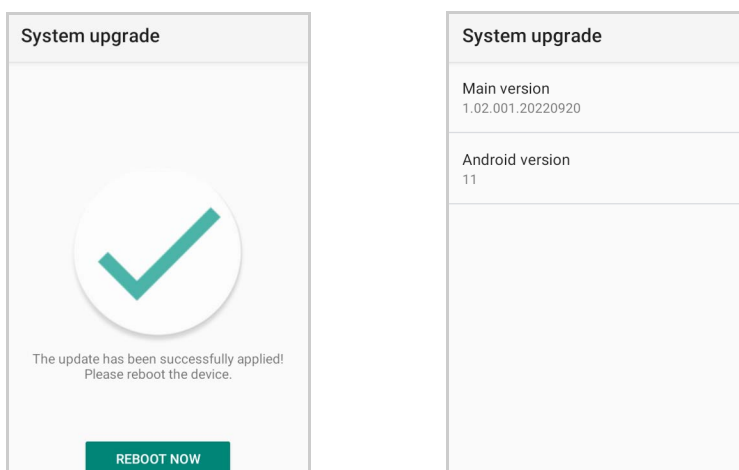 System upgrade
The update has been successfully applied!
Please reboot the device.
REBOOT NOW
System upgrade
Main version
1.02.001.20220920
Android version
11